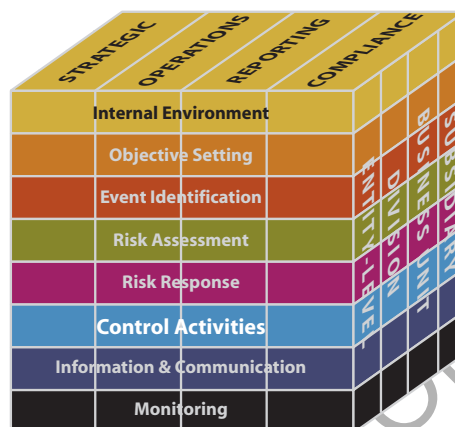 STRATEGIC
OPERATIONS
REPORTING
COMPLIANCE
Internal Environment
Objective Setting
Event Identification
Risk Assessment
Risk Response
Control Activities
Information & Communication
Monitoring
ENTITY-LEVEL
DIVISION
BUSINESS UNIT
SUBSIDIARY